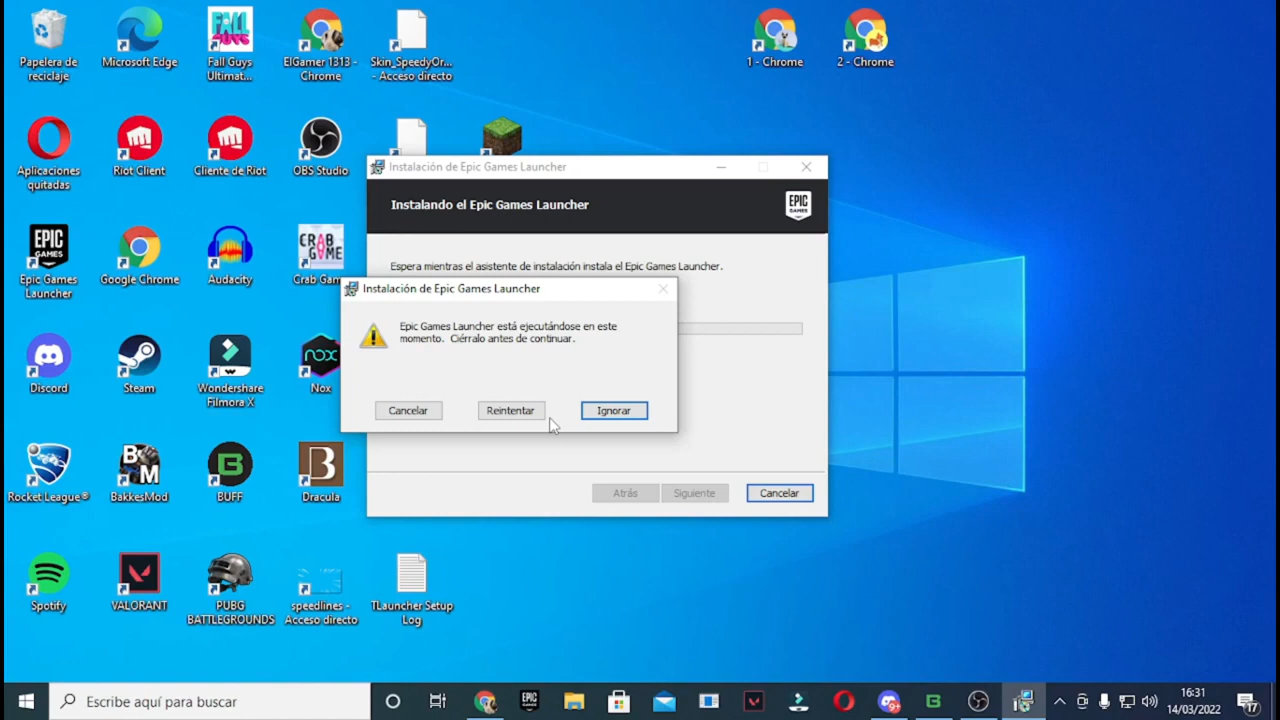 Papelera de
reciclaje
Microsoft Edge
FALL
GUYS
Fall Guys
Ultimat...
ElGamer 1313 -
Chrome
Skin_SpeedyOr...
- Acceso directo
1 - Chrome
2 - Chrome
Aplicaciones
quitadas
Riot Client
Cliente de Riot
OBS Studio
EPIC
GAMES
Epic Games
Launcher
Google Chrome
Audacity
CRAB
GAME
Crab Gam
Discord
Steam
Wondershare
Filmora X
nox
Nox
Rocket League®
BM
BakkesMod
B
BUFF
B
Dracula
Spotify
VALORANT
PUBG
BATTLEGROUNDS
speedlines -
Acceso directo
TLauncher Setup
Log
Instalación de Epic Games Launcher
Instalando el Epic Games Launcher
EPIC
GAMES
Espera mientras el asistente de instalación instala el Epic Games Launcher.
Instalación de Epic Games Launcher
Epic Games Launcher está ejecutándose en este
momento. Ciérralo antes de continuar.
Cancelar
Reintentar
Ignorar
Atrás
Siguiente
Cancelar
Escribe aquí para buscar
EPIC
GAMES
B
16:31
14/03/2022
17